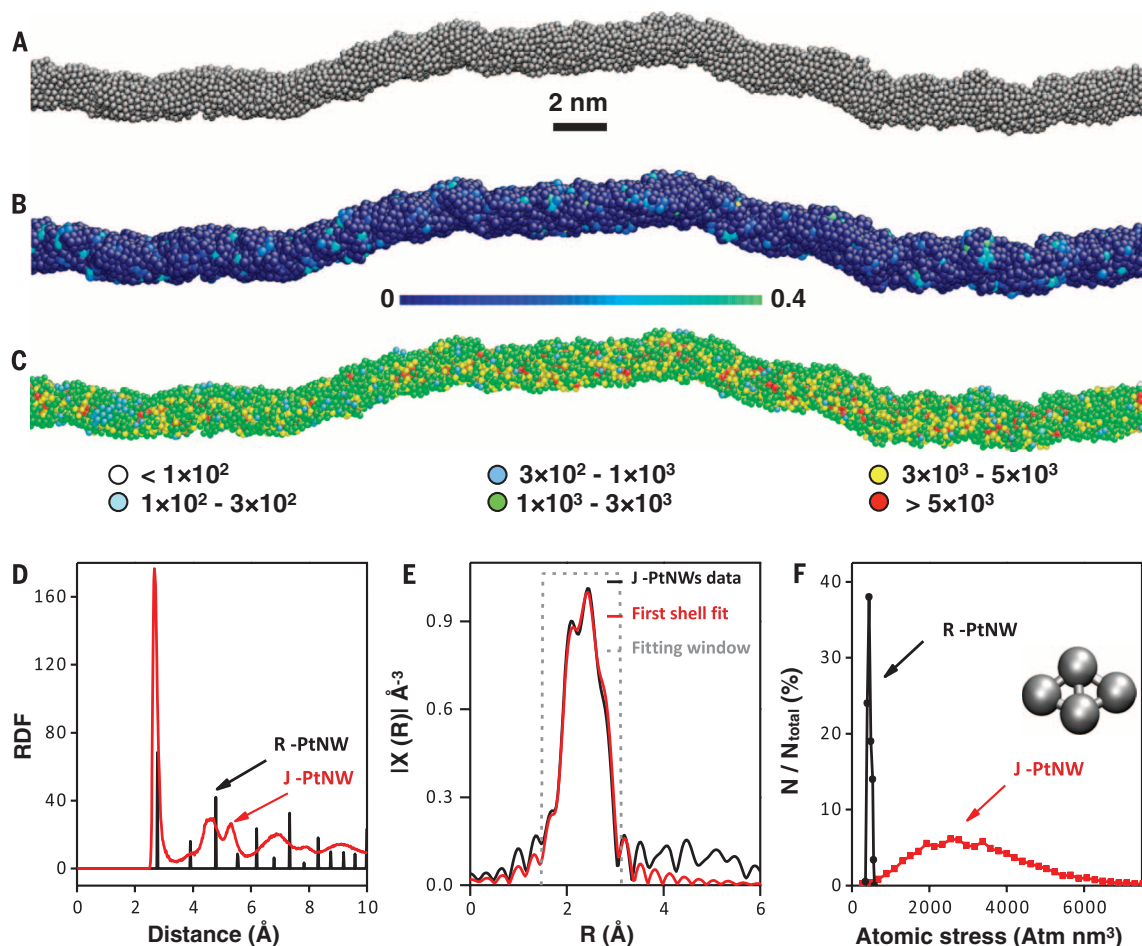 A
2 nm
B
0 0.4
C
< 1×10² 3×10² - 1×10³ 3×10³ - 5×10³
1×10² - 3×10² 1×10³ - 3×10³ > 5×10³
D
RDF
160
120
80
40
0
R -PtNW
J -PtNW
0 2 4 6 8 10
Distance (Å)
E
|X (R)| Å⁻³
0.9
0.6
0.3
0.0
J -PtNWs data
First shell fit
Fitting window
0 2 4 6
R (Å)
F
N / Nₜₒₜₐₗ (%)
40
30
20
10
0
R -PtNW
J -PtNW
0 2000 4000 6000
Atomic stress (Atm nm³)